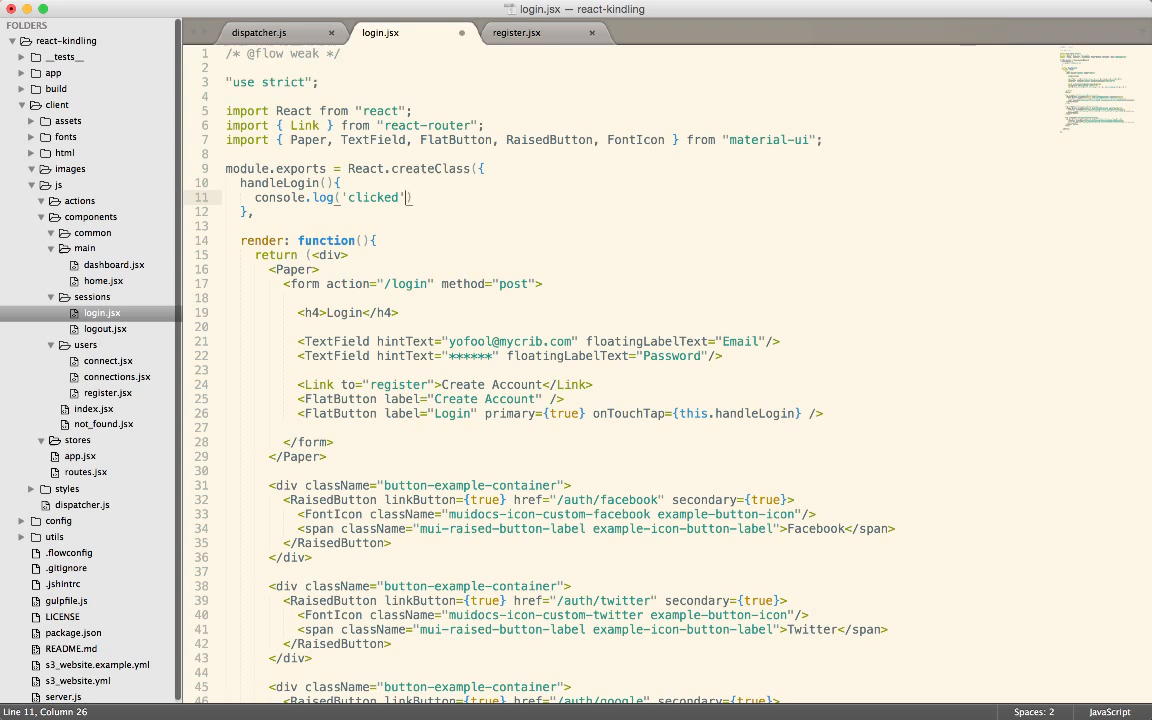 login.jsx — react-kindling
FOLDERS
react-kindling
__tests__
app
build
client
assets
fonts
html
images
js
actions
components
common
main
dashboard.jsx
home.jsx
sessions
login.jsx
logout.jsx
users
connect.jsx
connections.jsx
register.jsx
index.jsx
not_found.jsx
stores
app.jsx
routes.jsx
styles
dispatcher.js
config
utils
.flowconfig
.gitignore
.jshintrc
gulpfile.js
LICENSE
package.json
README.md
s3_website.example.yml
s3_website.yml
server.js
dispatcher.js
login.jsx
register.jsx
1 /* @flow weak */
2
3 "use strict";
4
5 import React from "react";
6 import { Link } from "react-router";
7 import { Paper, TextField, FlatButton, RaisedButton, FontIcon } from "material-ui";
8
9 module.exports = React.createClass({
10 handleLogin(){
11 console.log('clicked')
12 },
13
14 render: function(){
15 return (<div>
16 <Paper>
17 <form action="/login" method="post">
18
19 <h4>Login</h4>
20
21 <TextField hintText="yofool@mycrib.com" floatingLabelText="Email"/>
22 <TextField hintText="******" floatingLabelText="Password"/>
23
24 <Link to="register">Create Account</Link>
25 <FlatButton label="Create Account" />
26 <FlatButton label="Login" primary={true} onTouchTap={this.handleLogin} />
27
28 </form>
29 </Paper>
30
31 <div className="button-example-container">
32 <RaisedButton linkButton={true} href="/auth/facebook" secondary={true}>
33 <FontIcon className="muidocs-icon-custom-facebook example-button-icon"/>
34 <span className="mui-raised-button-label example-icon-button-label">Facebook</span>
35 </RaisedButton>
36 </div>
37
38 <div className="button-example-container">
39 <RaisedButton linkButton={true} href="/auth/twitter" secondary={true}>
40 <FontIcon className="muidocs-icon-custom-twitter example-button-icon"/>
41 <span className="mui-raised-button-label example-icon-button-label">Twitter</span>
42 </RaisedButton>
43 </div>
44
45 <div className="button-example-container">
46 <RaisedButton linkButton={true} href="/auth/google" secondary={true}>
Line 11, Column 26
Spaces: 2
JavaScript